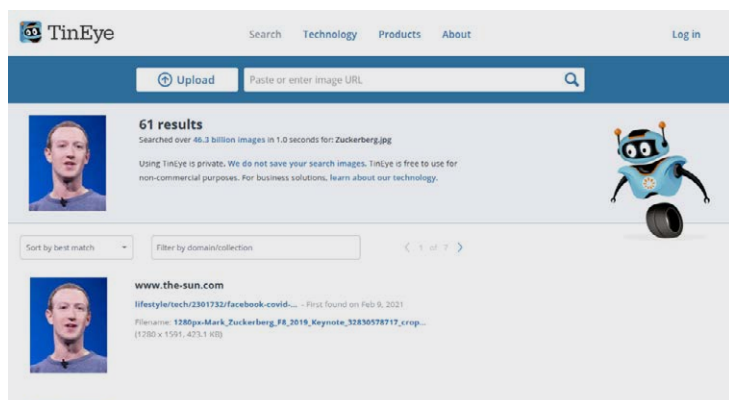 TinEye
Search Technology Products About Log in
Upload
Paste or enter image URL
61 results
Searched over 46.3 billion images in 1.0 seconds for: Zuckerberg.jpg
Using TinEye is private. We do not save your search images. TinEye is free to use for
non-commercial purposes. For business solutions, learn about our technology.
Sort by best match
Filter by domain/collection
< 1 of 7 >
www.the-sun.com
lifestyle/tech/2301732/facebook-covid-... - First found on Feb 9, 2021
Filename: 1280px-Mark_Zuckerberg_F8_2019_Keynote_32830578717_crop...
(1280 x 1591, 423.1 KB)